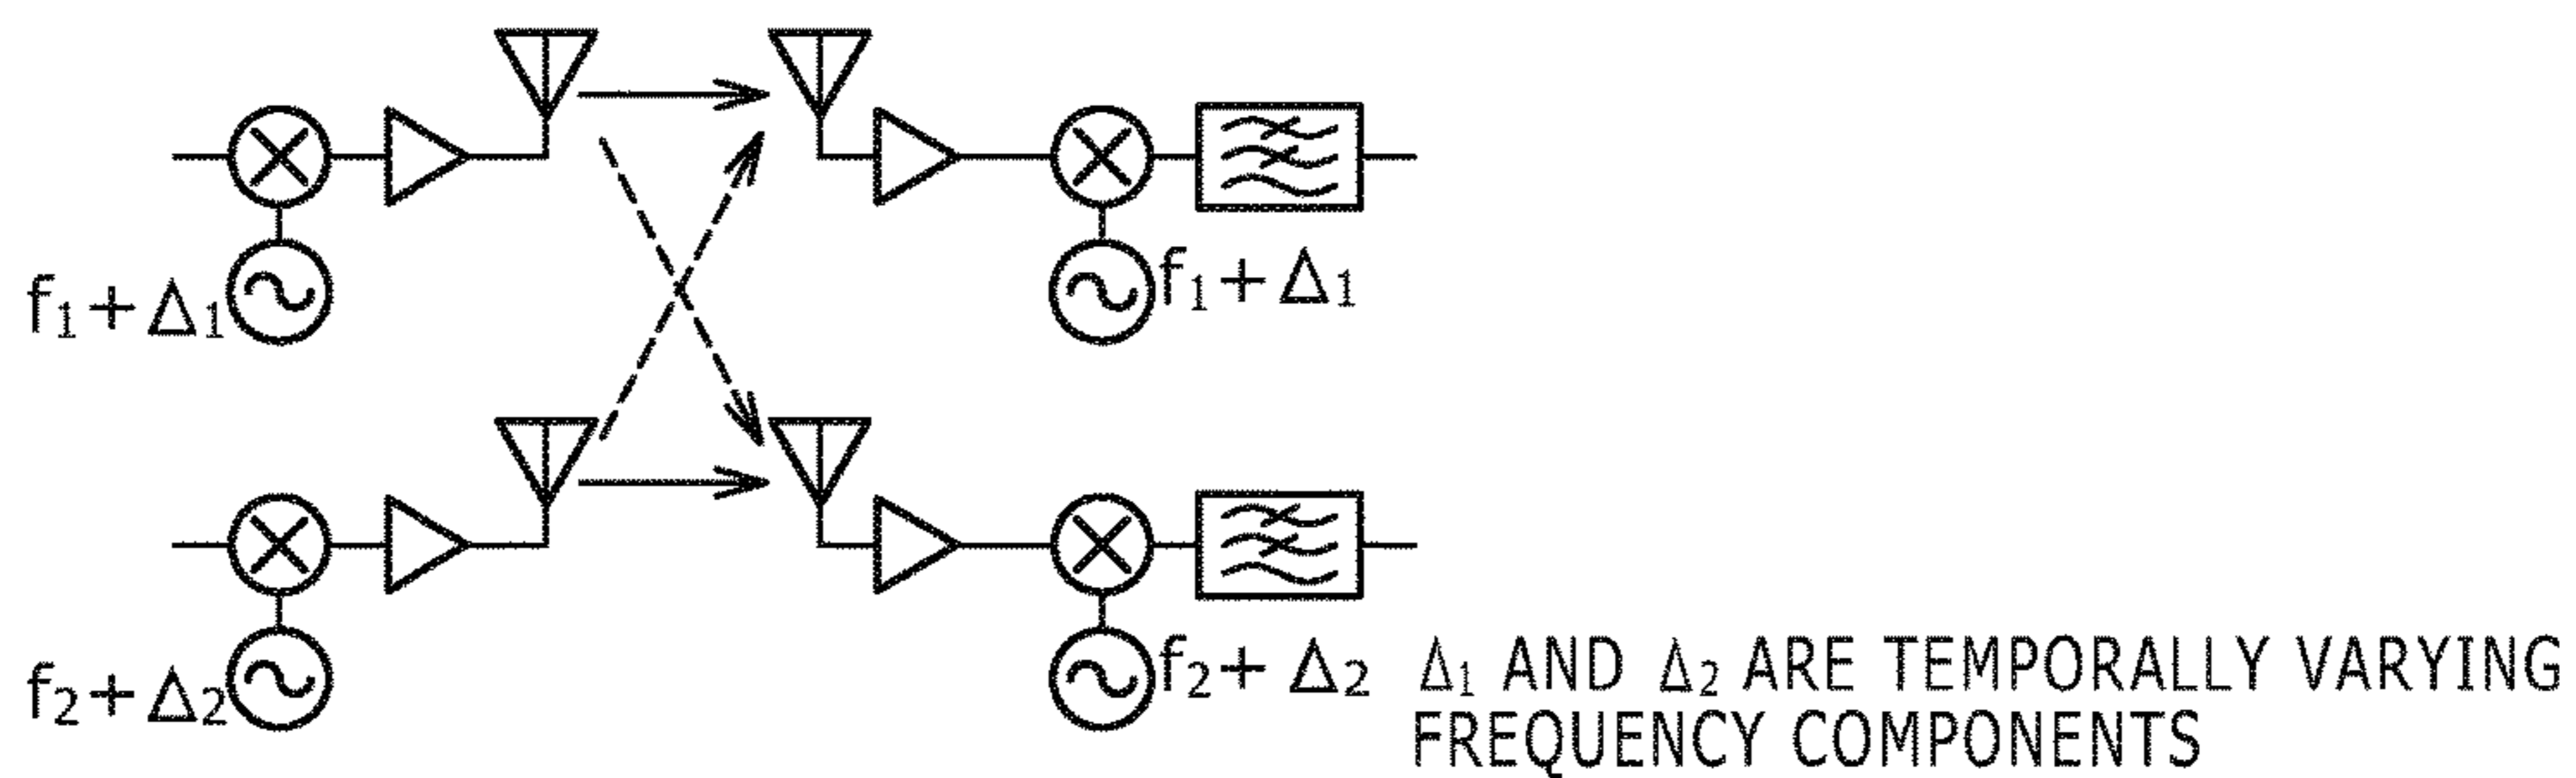 f₁+Δ₁
f₁+Δ₁
f₂+Δ₂
f₂+Δ₂
Δ₁ AND Δ₂ ARE TEMPORALLY VARYING
FREQUENCY COMPONENTS